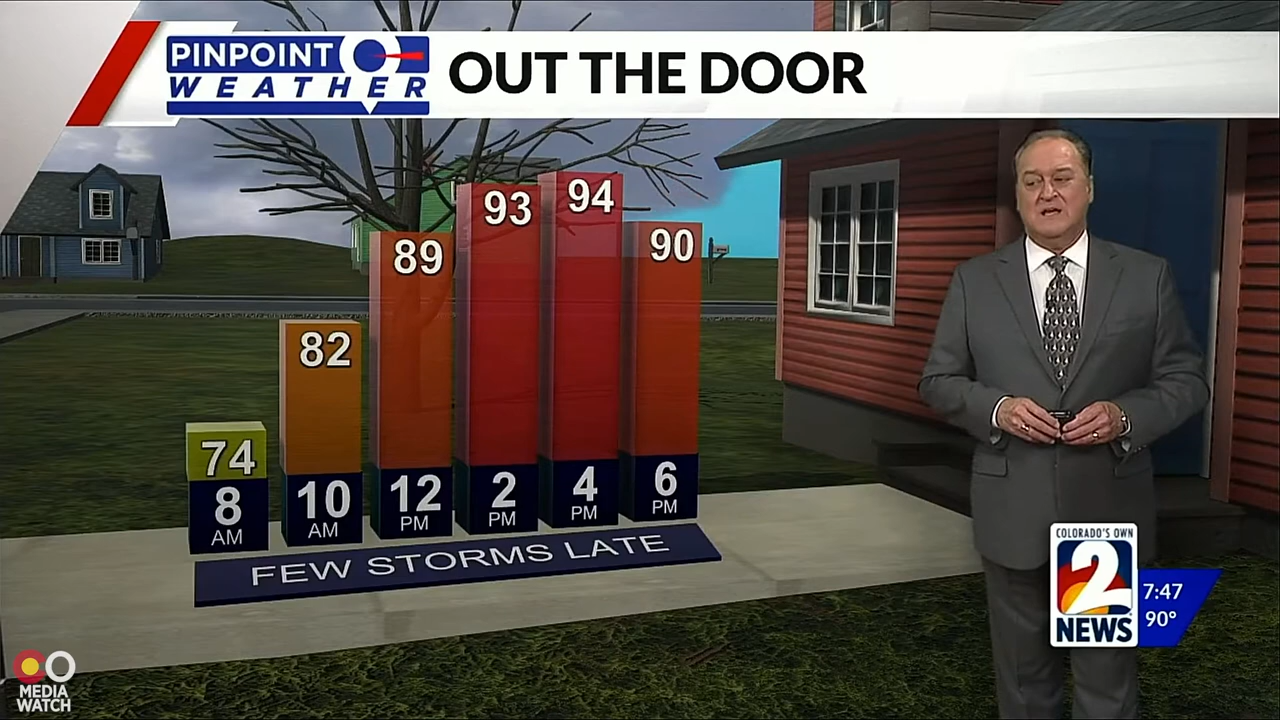 PINPOINT
WEATHER
OUT THE DOOR
74
82
89
93
94
90
8
AM
10
AM
12
PM
2
PM
4
PM
6
PM
FEW STORMS LATE
COLORADO'S OWN
2
NEWS
7:47
90°
MEDIA
WATCH